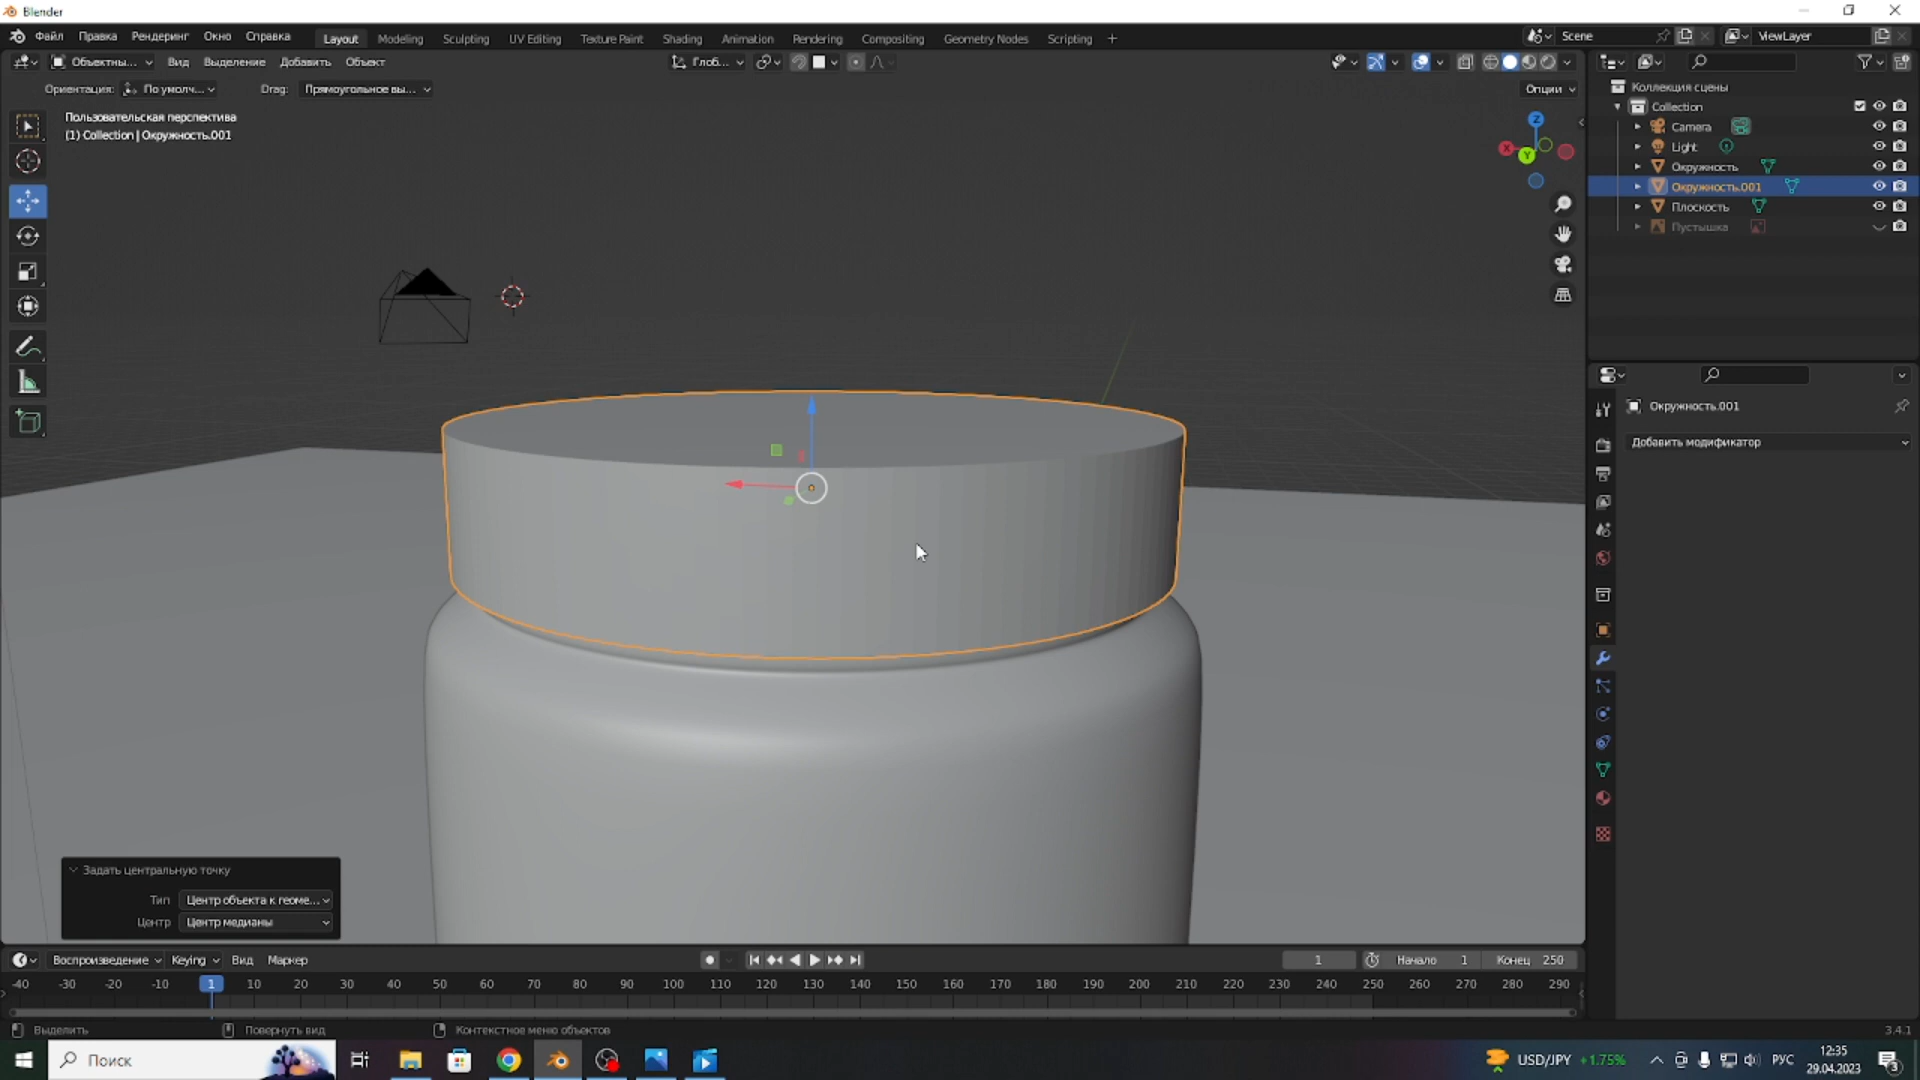 Blender
Файл Правка Рендеринг Окно Справка Layout Modeling Sculpting UV Editing Texture Paint Shading Animation Rendering Compositing Geometry Nodes Scripting + Scene ViewLayer
Объектны... Вид Выделение Добавить Объект Глоб...
Ориентация: По умолч... Drag: Прямоугольное вы... Опции
Пользовательская перспектива
(1) Collection | Окружность.001
Z
X
Y
Коллекция сцены
Collection
Camera
Light
Окружность
Окружность.001
Плоскость
Пустышка
Окружность.001
Добавить модификатор
Задать центральную точку
Тип Центр объекта к геоме...
Центр Центр медианы
Воспроизведение Keying Вид Маркер 1 Начало 1 Конец 250
-40 -30 -20 -10 1 10 20 30 40 50 60 70 80 90 100 110 120 130 140 150 160 170 180 190 200 210 220 230 240 250 260 270 280 290
Выделить Повернуть вид Контекстное меню объектов 3.4.1
Поиск USD/JPY +1.75% РУС 12:35
29.04.2023 3